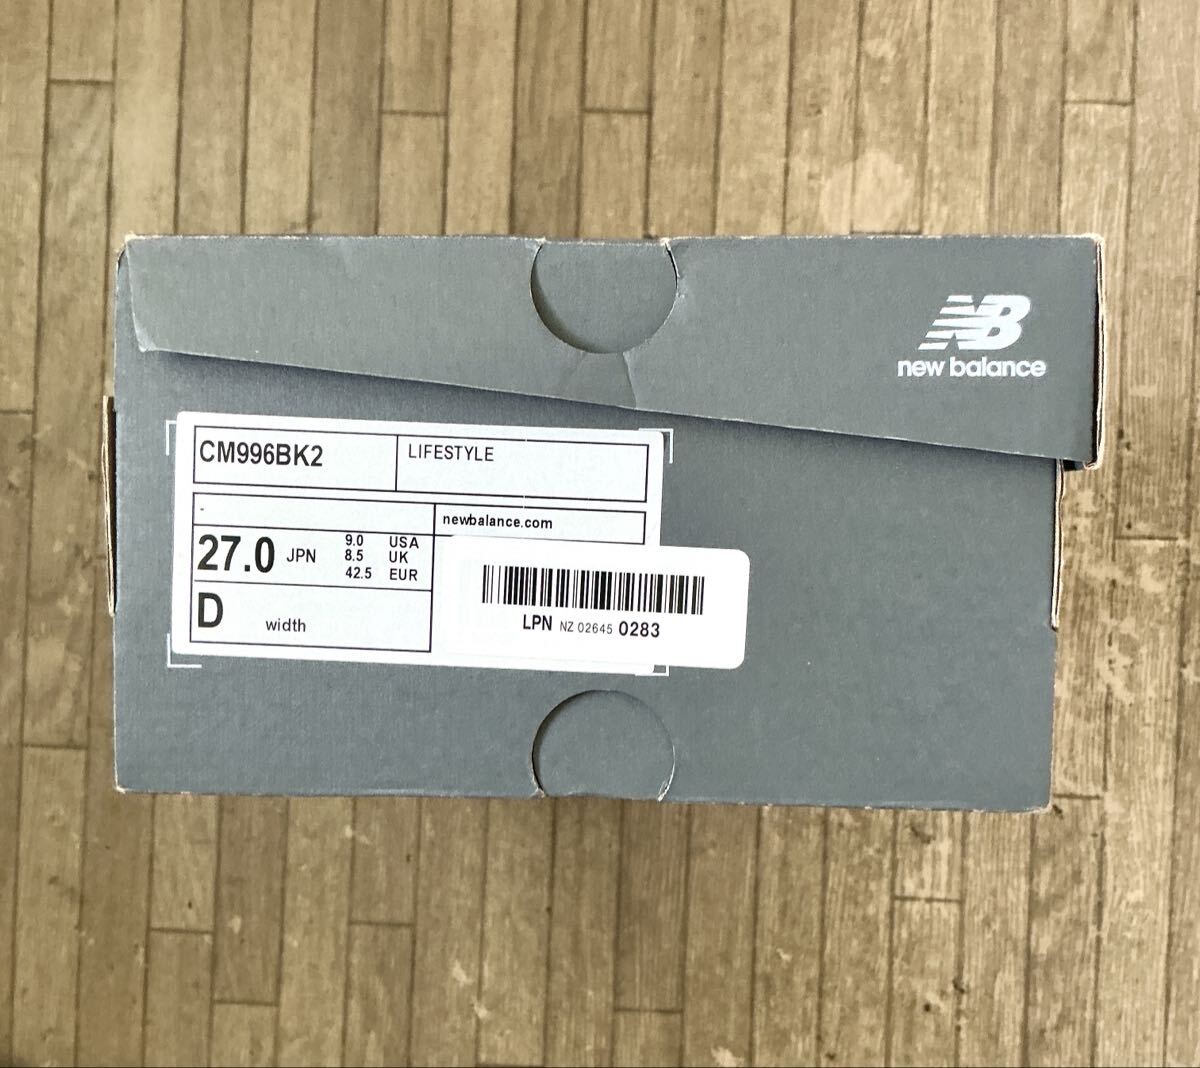 NB
new balance
CM996BK2
LIFESTYLE
-
newbalance.com
27.0 JPN
9.0 USA
8.5 UK
42.5 EUR
D width
LPN NZ 02645 0283